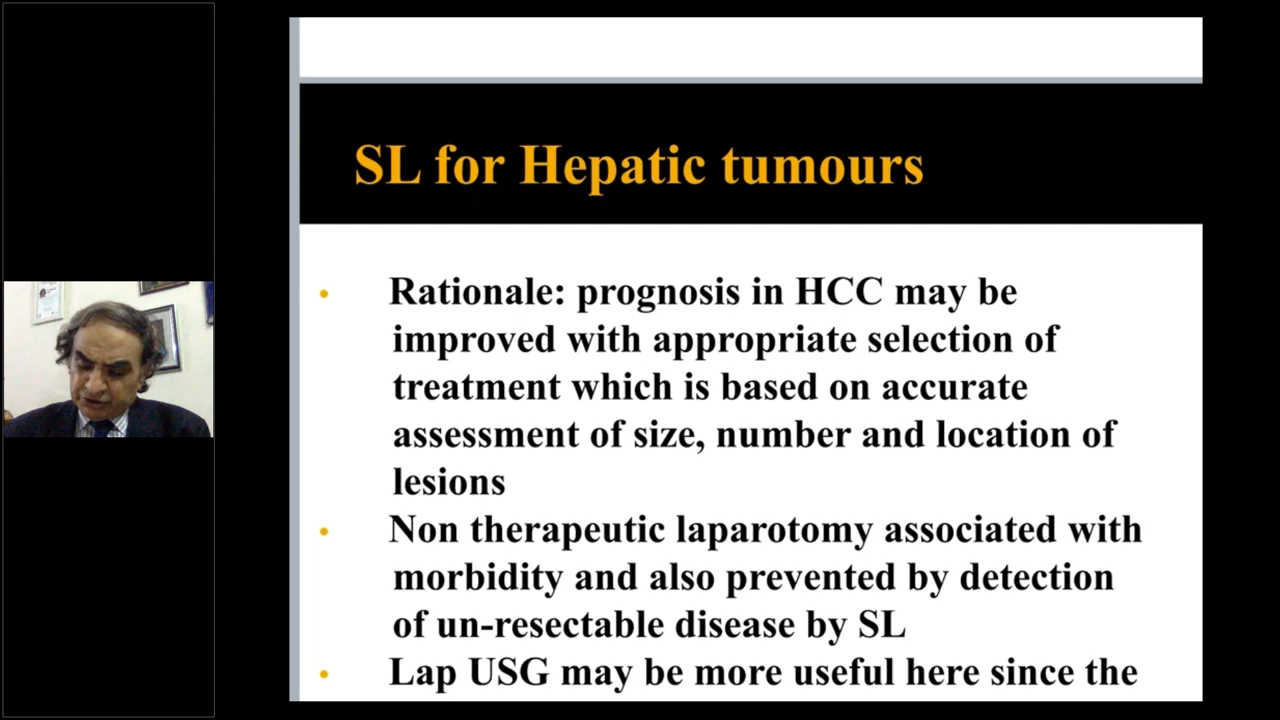 SL for Hepatic tumours
• Rationale: prognosis in HCC may be
improved with appropriate selection of
treatment which is based on accurate
assessment of size, number and location of
lesions
• Non therapeutic laparotomy associated with
morbidity and also prevented by detection
of un-resectable disease by SL
• Lap USG may be more useful here since the